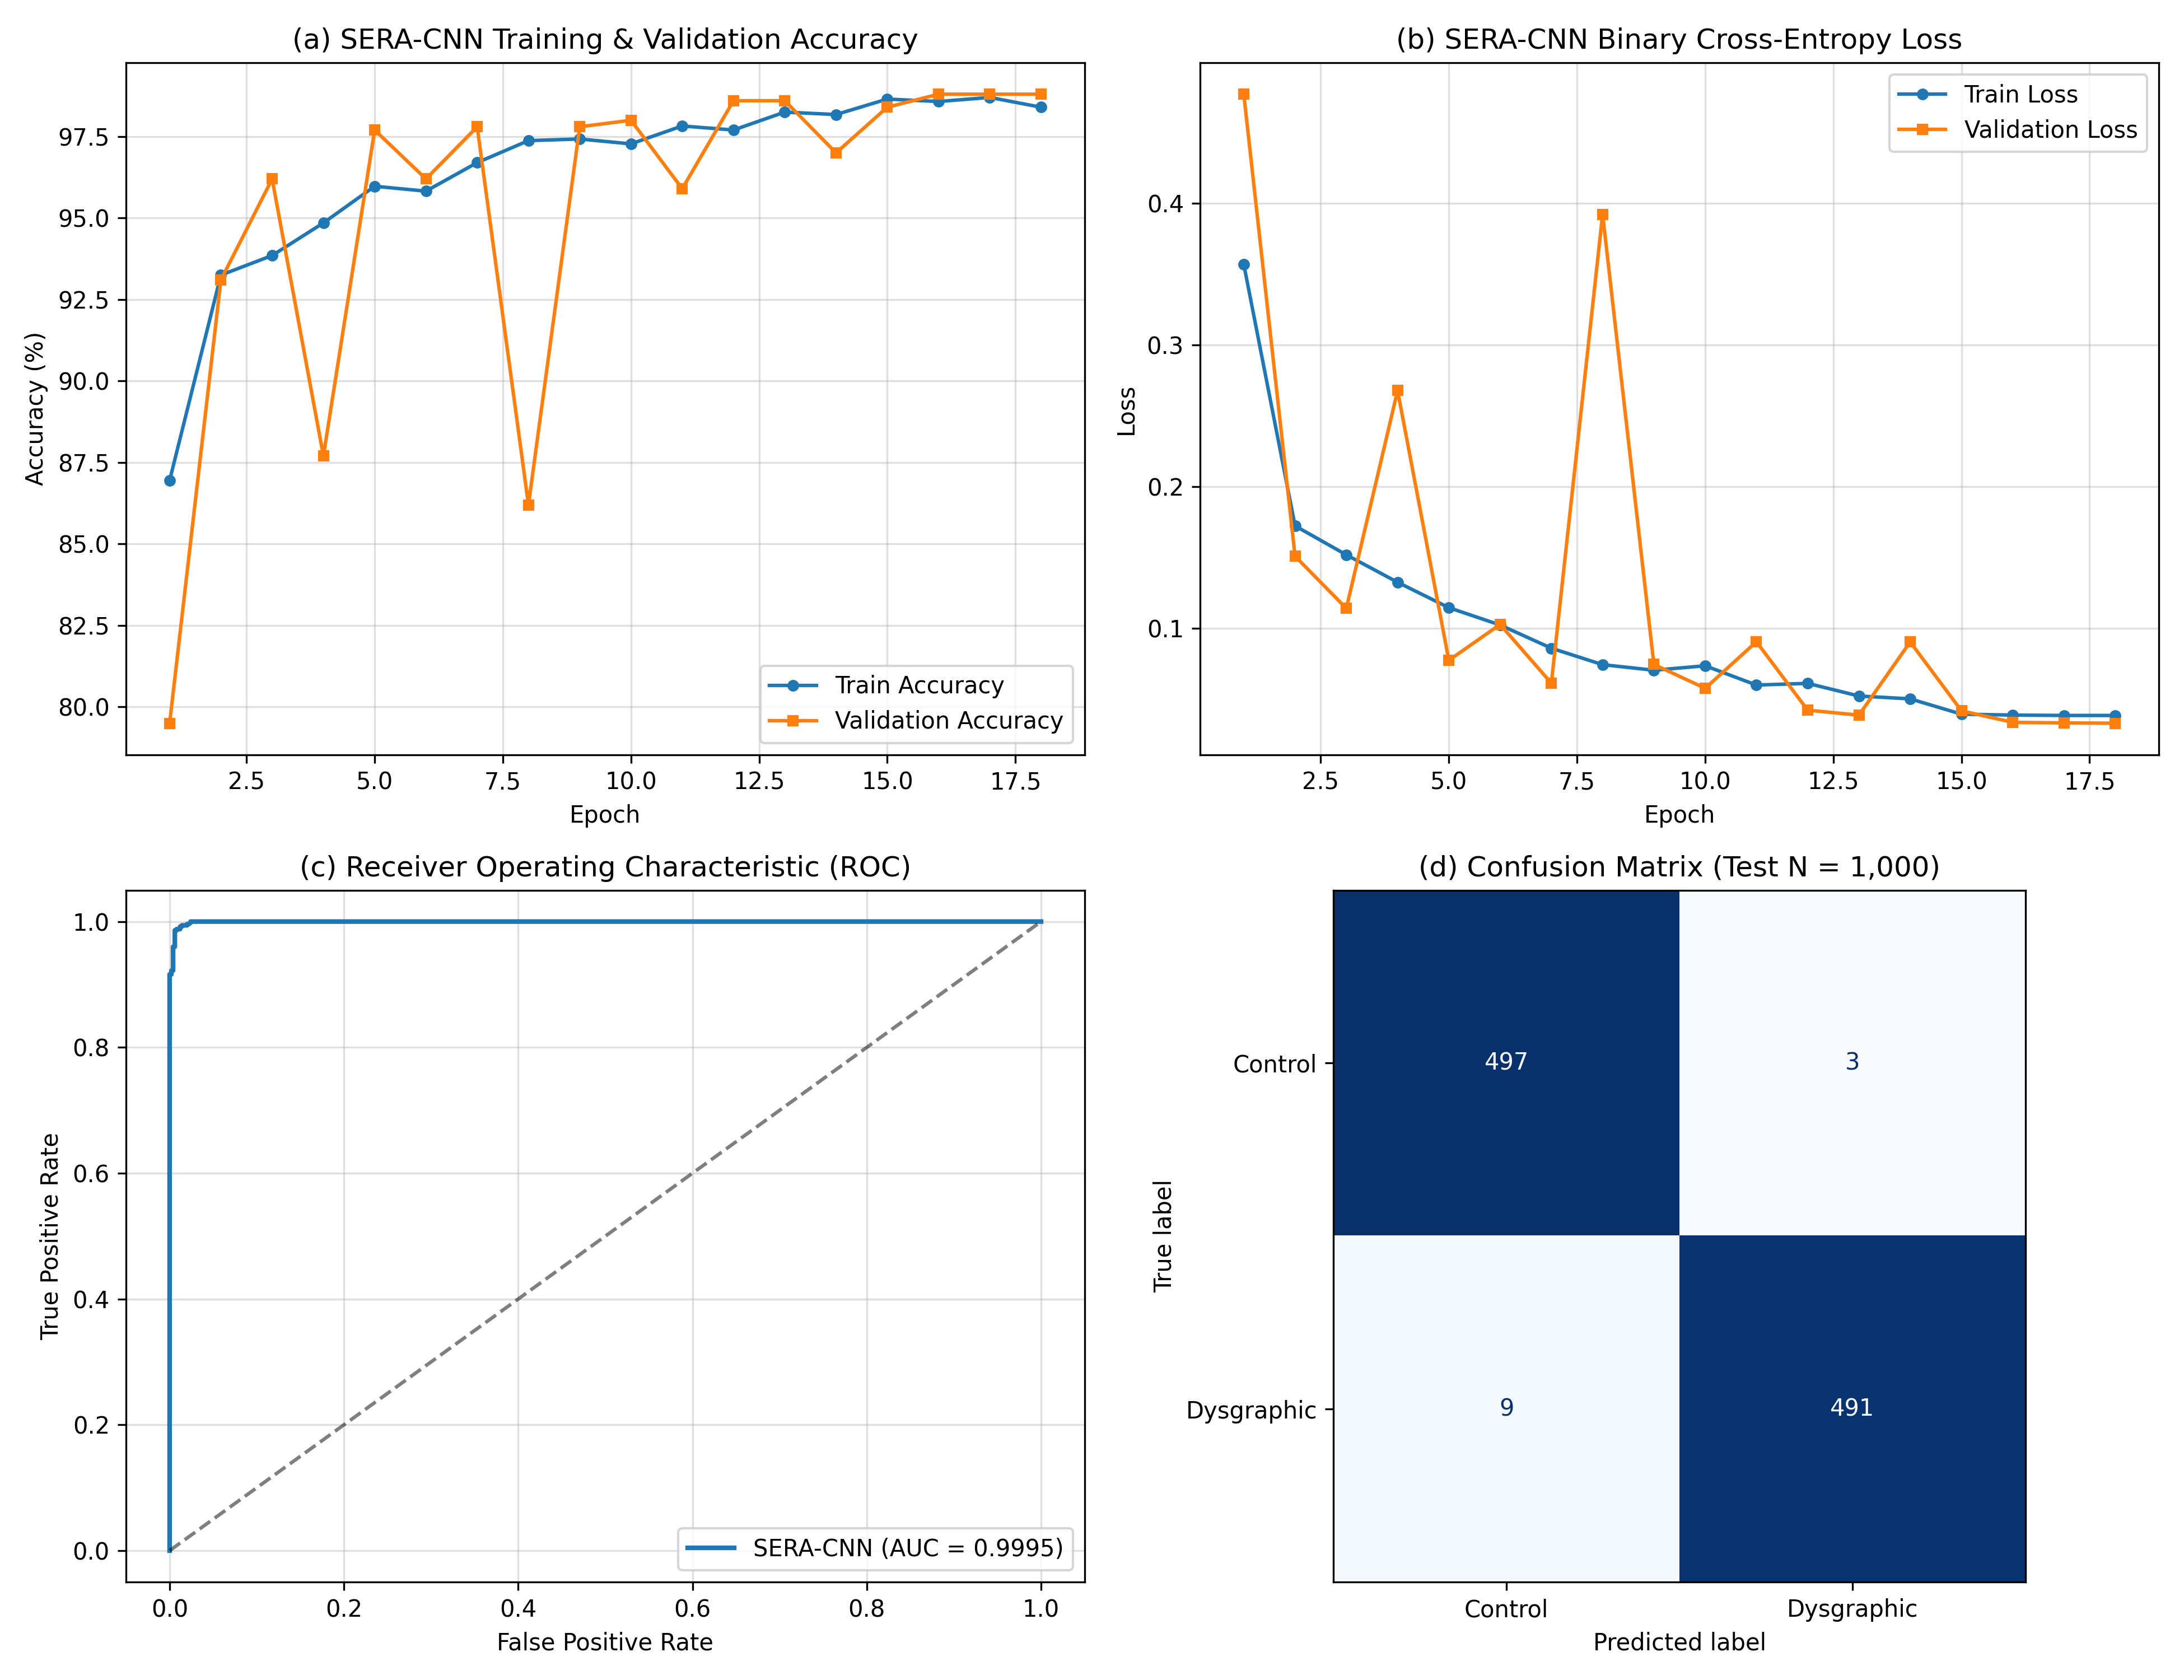 (a) SERA-CNN Training & Validation Accuracy
Accuracy (%)
97.5
95.0
92.5
90.0
87.5
85.0
82.5
80.0
Train Accuracy
Validation Accuracy
2.5 5.0 7.5 10.0 12.5 15.0 17.5
Epoch
(b) SERA-CNN Binary Cross-Entropy Loss
Loss
0.4
0.3
0.2
0.1
Train Loss
Validation Loss
2.5 5.0 7.5 10.0 12.5 15.0 17.5
Epoch
(c) Receiver Operating Characteristic (ROC)
True Positive Rate
1.0
0.8
0.6
0.4
0.2
0.0
SERA-CNN (AUC = 0.9995)
0.0 0.2 0.4 0.6 0.8 1.0
False Positive Rate
(d) Confusion Matrix (Test N = 1,000)
True label
Control 497 3
Dysgraphic 9 491
Control Dysgraphic
Predicted label